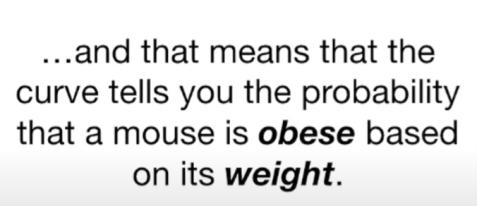 ...and that means that the
curve tells you the probability
that a mouse is obese based
on its weight.